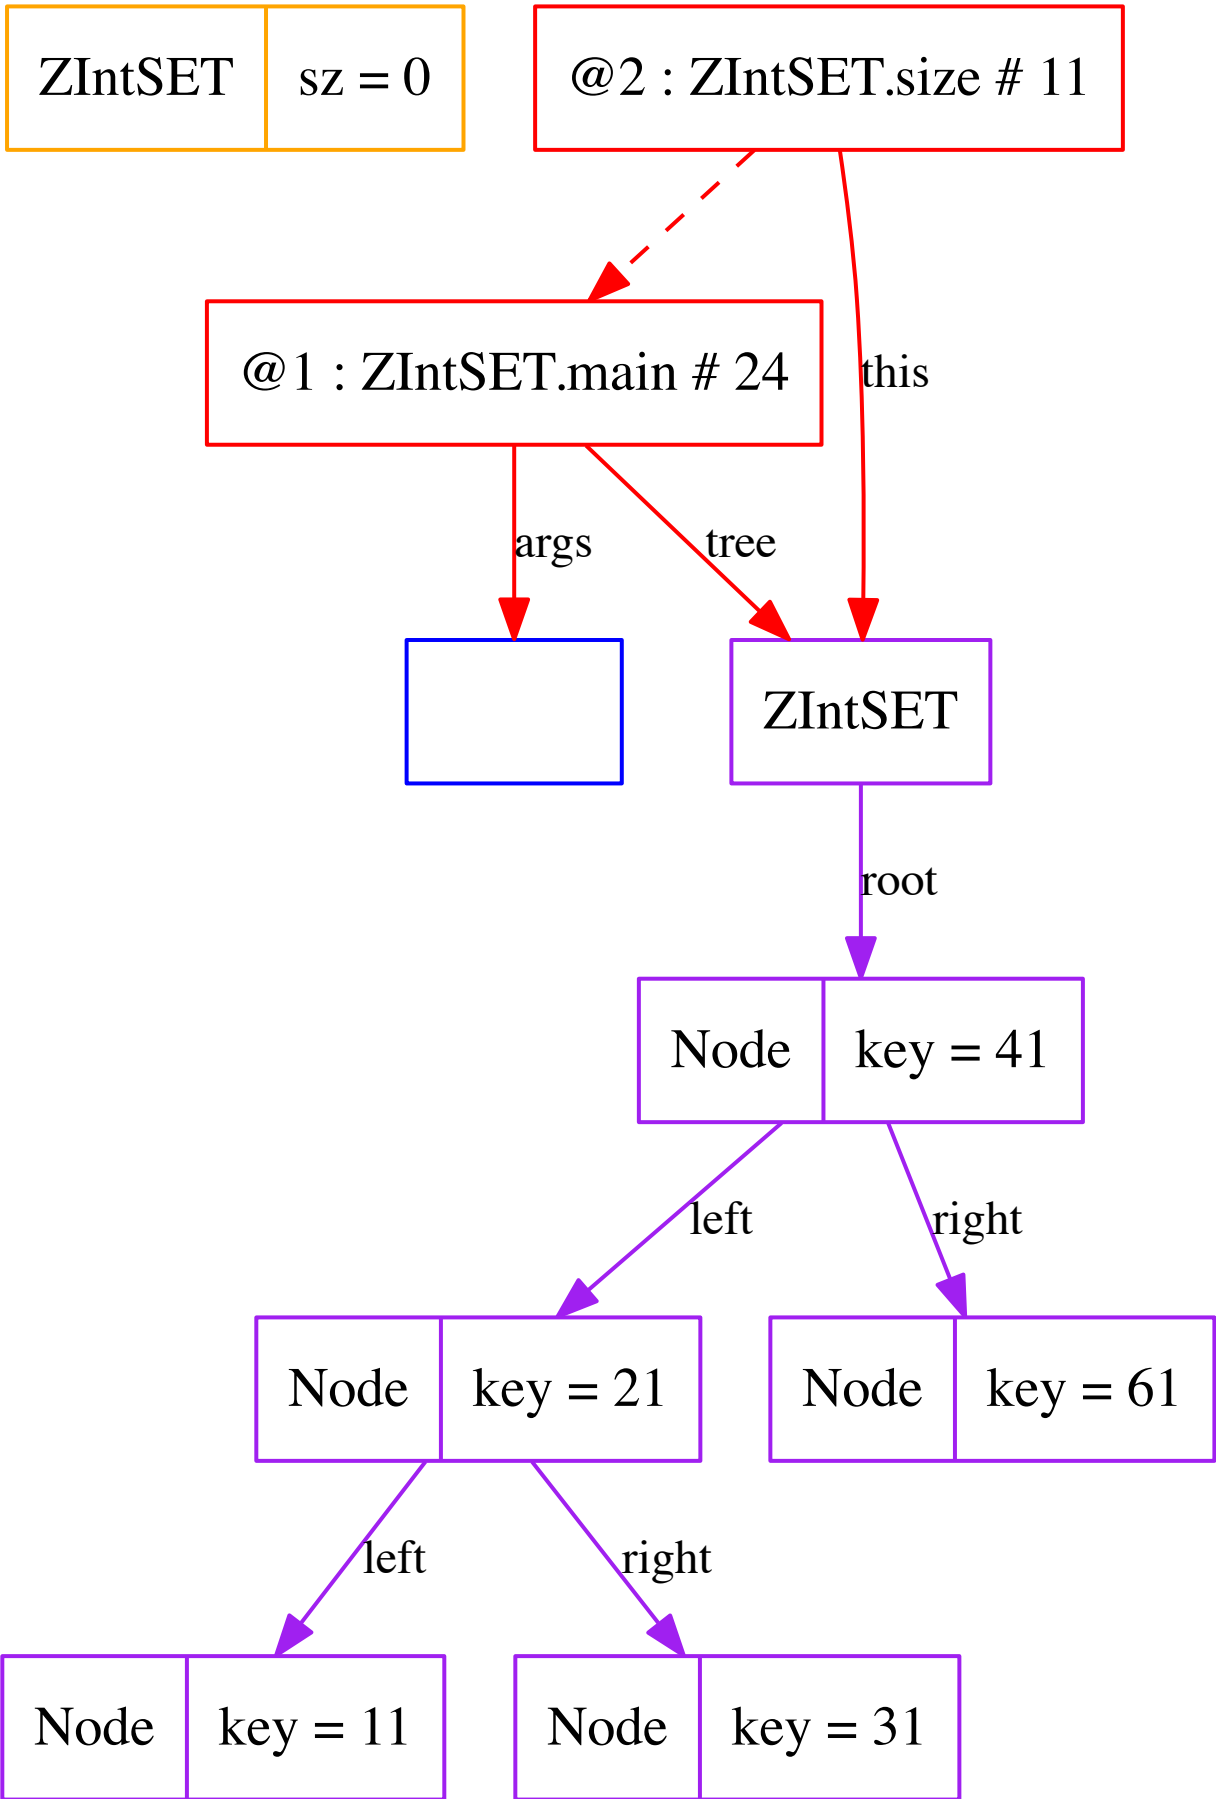 ZIntSET
sz = 0
@2 : ZIntSET.size # 11
@1 : ZIntSET.main # 24
this
args
tree
ZIntSET
root
Node
key = 41
left
right
Node
key = 21
Node
key = 61
left
right
Node
key = 11
Node
key = 31